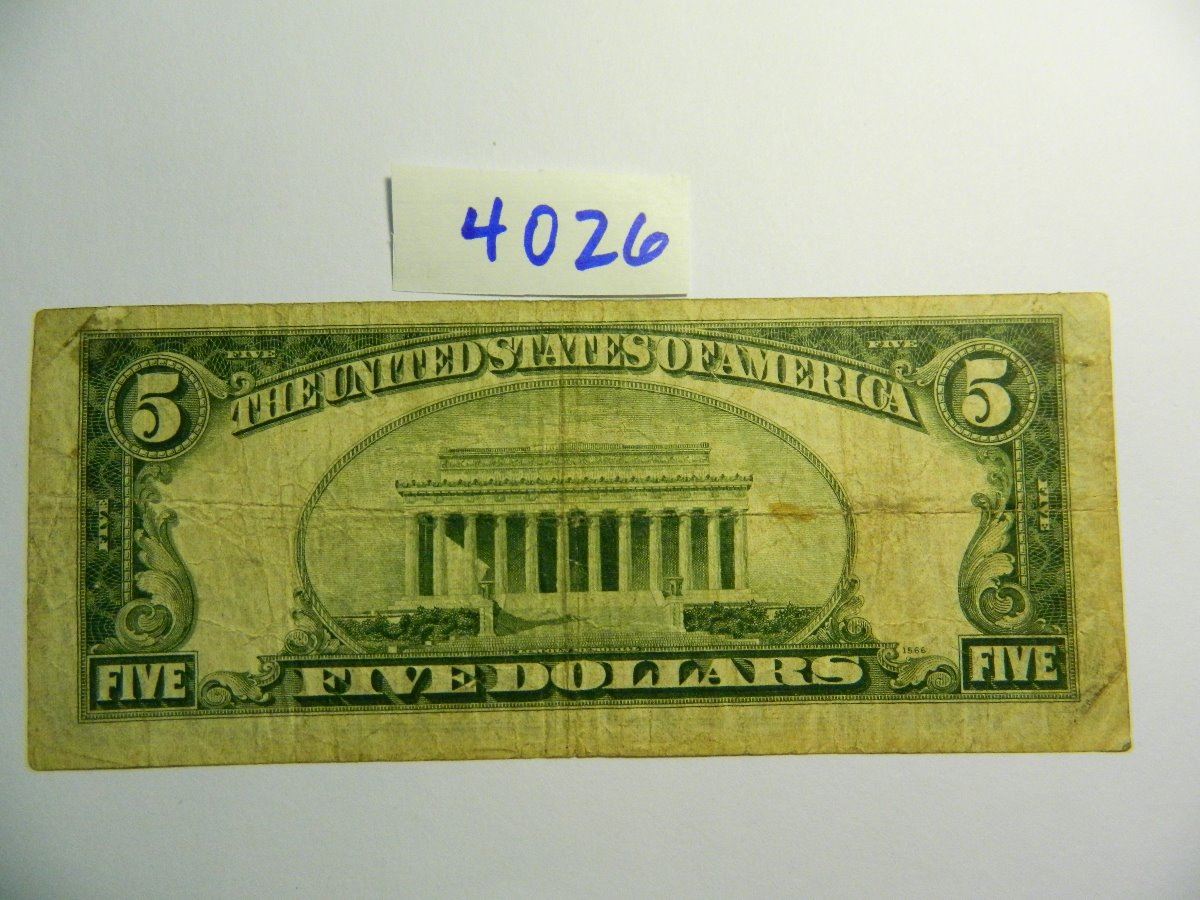 4026
FIVE FIVE
THE UNITED STATES OF AMERICA
5 5
FIVE FIVE
1566
FIVE FIVE DOLLARS FIVE